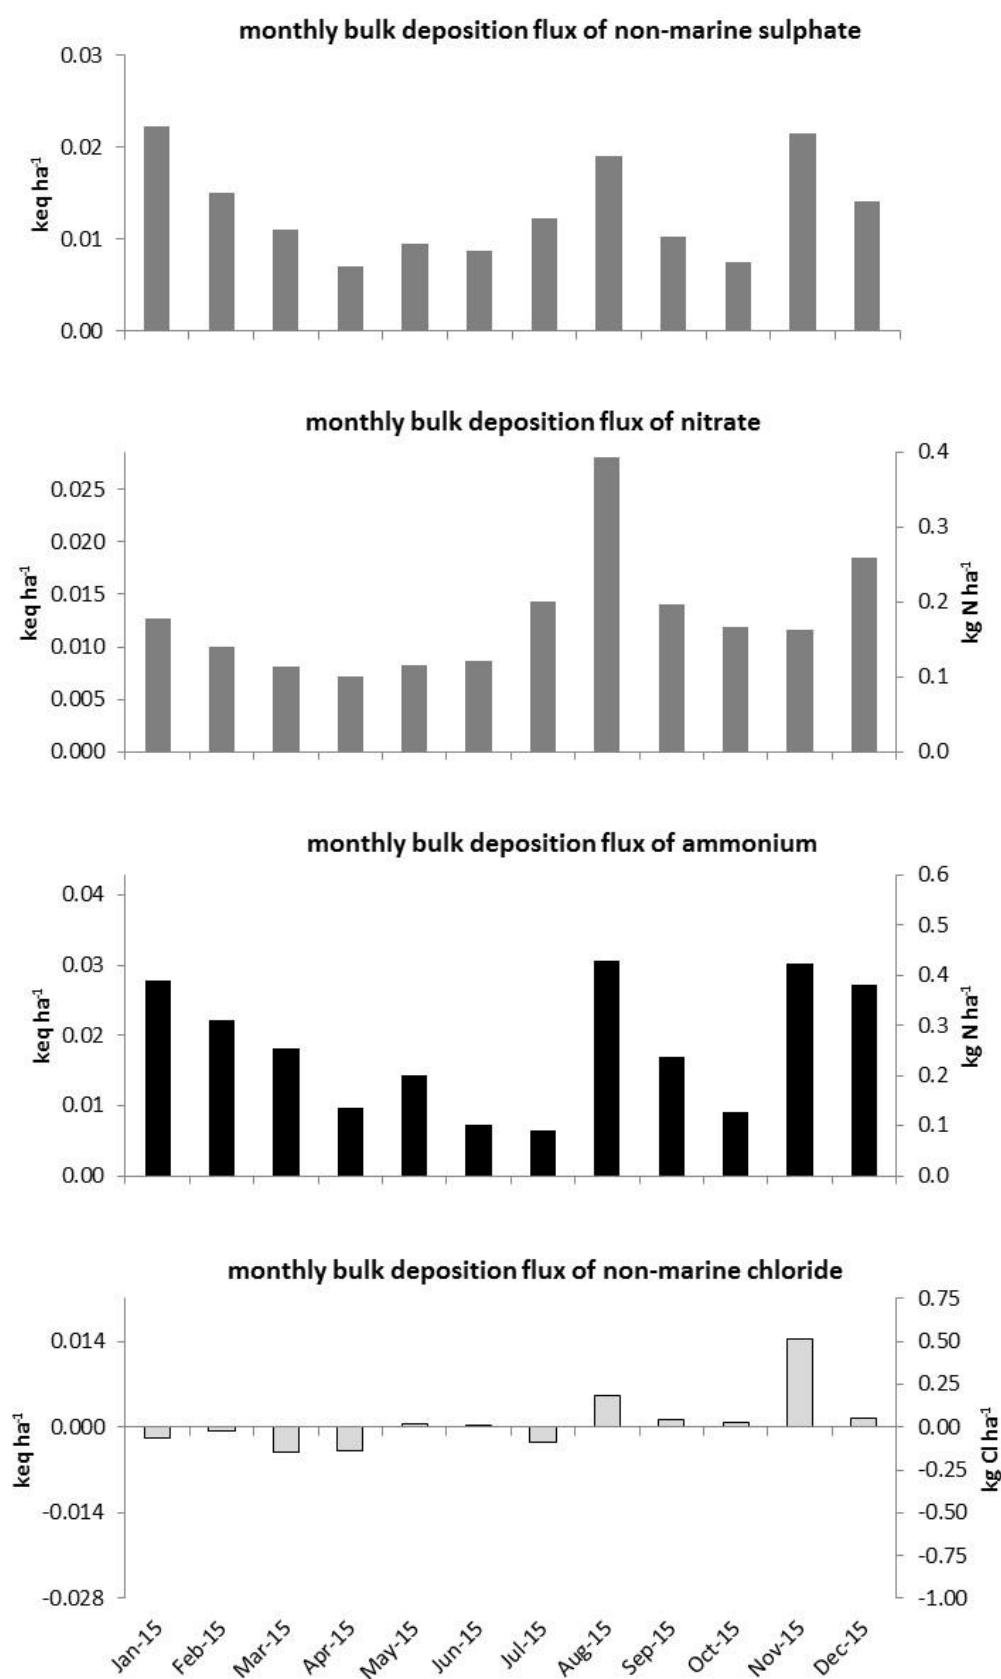 monthly bulk deposition flux of non-marine sulphate
0.03
0.02
0.01
0.00
keq ha⁻¹
monthly bulk deposition flux of nitrate
0.025
0.020
0.015
0.010
0.005
0.000
keq ha⁻¹
0.4
0.3
0.2
0.1
0.0
kg N ha⁻¹
monthly bulk deposition flux of ammonium
0.04
0.03
0.02
0.01
0.00
keq ha⁻¹
0.6
0.5
0.4
0.3
0.2
0.1
0.0
kg N ha⁻¹
monthly bulk deposition flux of non-marine chloride
0.014
0.000
-0.014
-0.028
keq ha⁻¹
0.75
0.50
0.25
0.00
-0.25
-0.50
-0.75
-1.00
kg Cl ha⁻¹
Jan-15
Feb-15
Mar-15
Apr-15
May-15
Jun-15
Jul-15
Aug-15
Sep-15
Oct-15
Nov-15
Dec-15